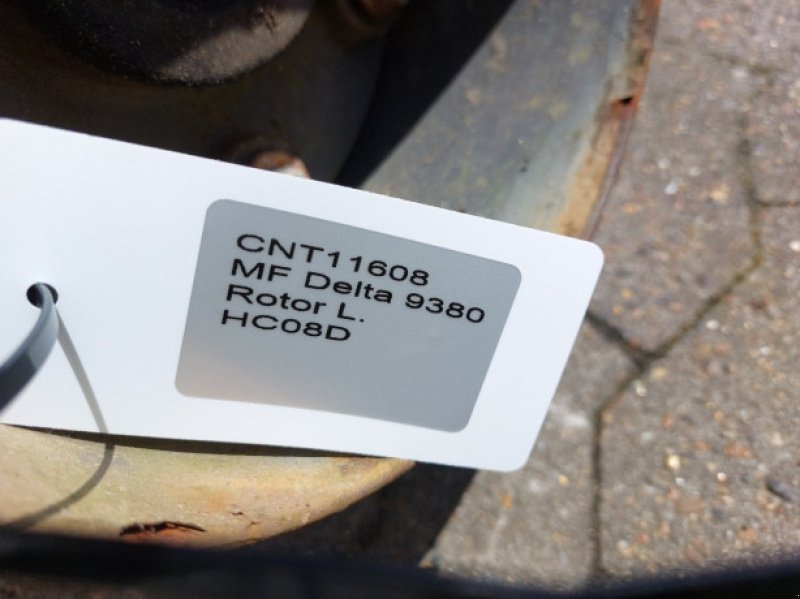 CNT11608
MF Delta 9380
Rotor L.
HC08D